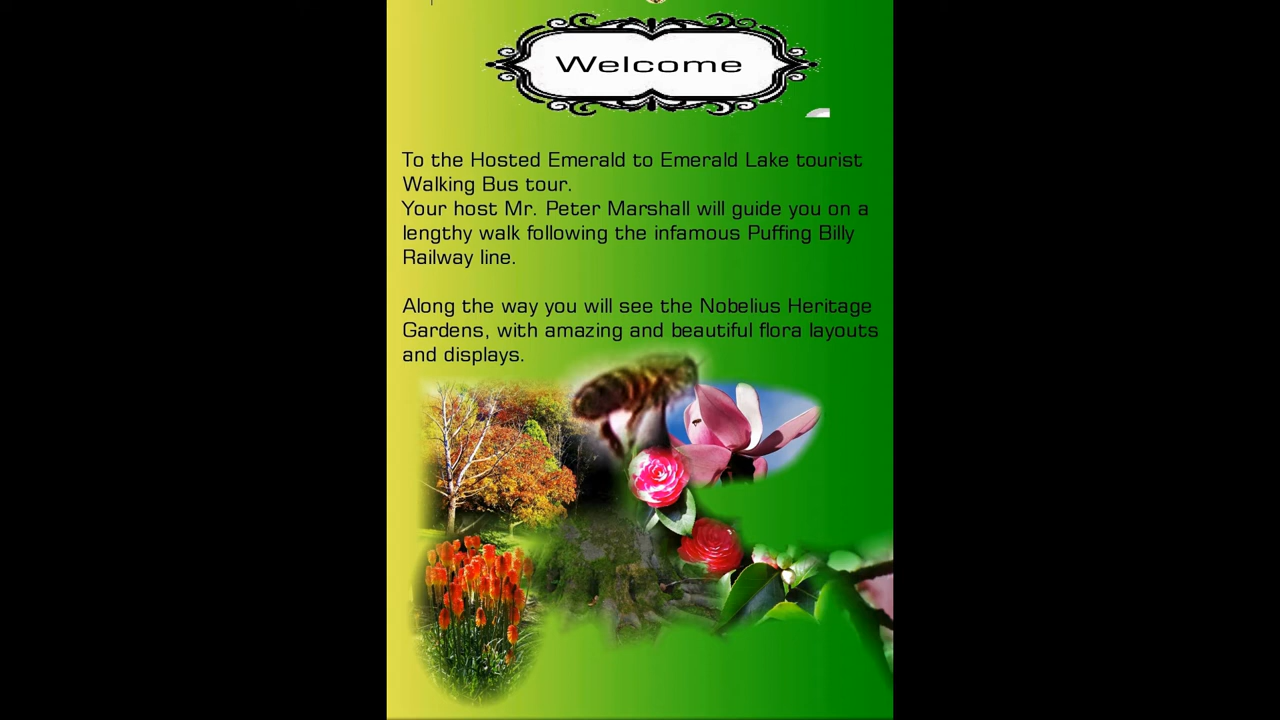 Welcome
To the Hosted Emerald to Emerald Lake tourist
Walking Bus tour.
Your host Mr. Peter Marshall will guide you on a
lengthy walk following the infamous Puffing Billy
Railway line.
Along the way you will see the Nobelius Heritage
Gardens, with amazing and beautiful flora layouts
and displays.